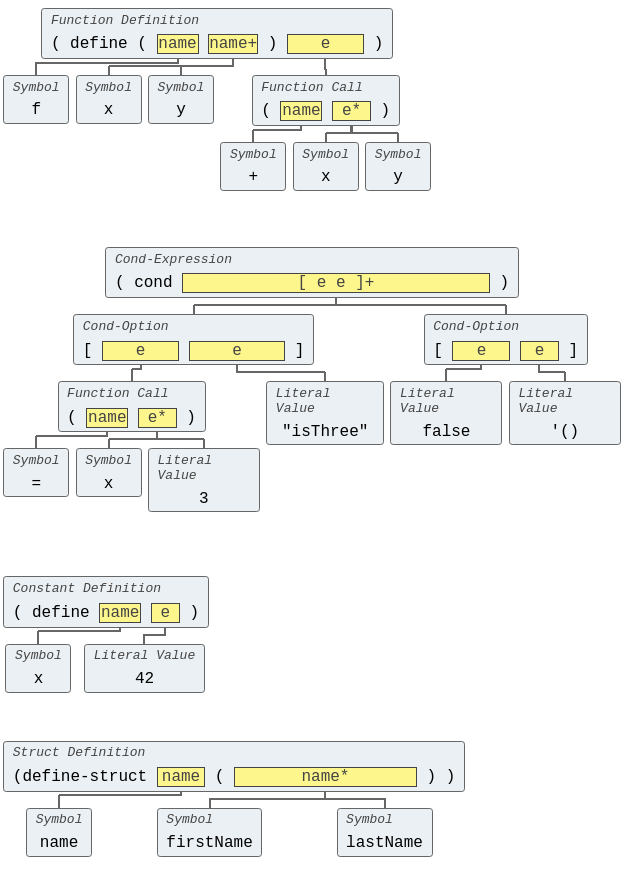 Function Definition
( define ( name name+ ) e )
Symbol Symbol Symbol Function Call
f x y ( name e* )
Symbol Symbol Symbol
+ x y
Cond-Expression
( cond [ e e ]+ )
Cond-Option Cond-Option
[ e e ] [ e e ]
Function Call Literal Value Literal Value Literal Value
( name e* ) "isThree" false '()
Symbol Symbol Literal Value
= x 3
Constant Definition
( define name e )
Symbol Literal Value
x 42
Struct Definition
(define-struct name ( name* ) )
Symbol Symbol Symbol
name firstName lastName